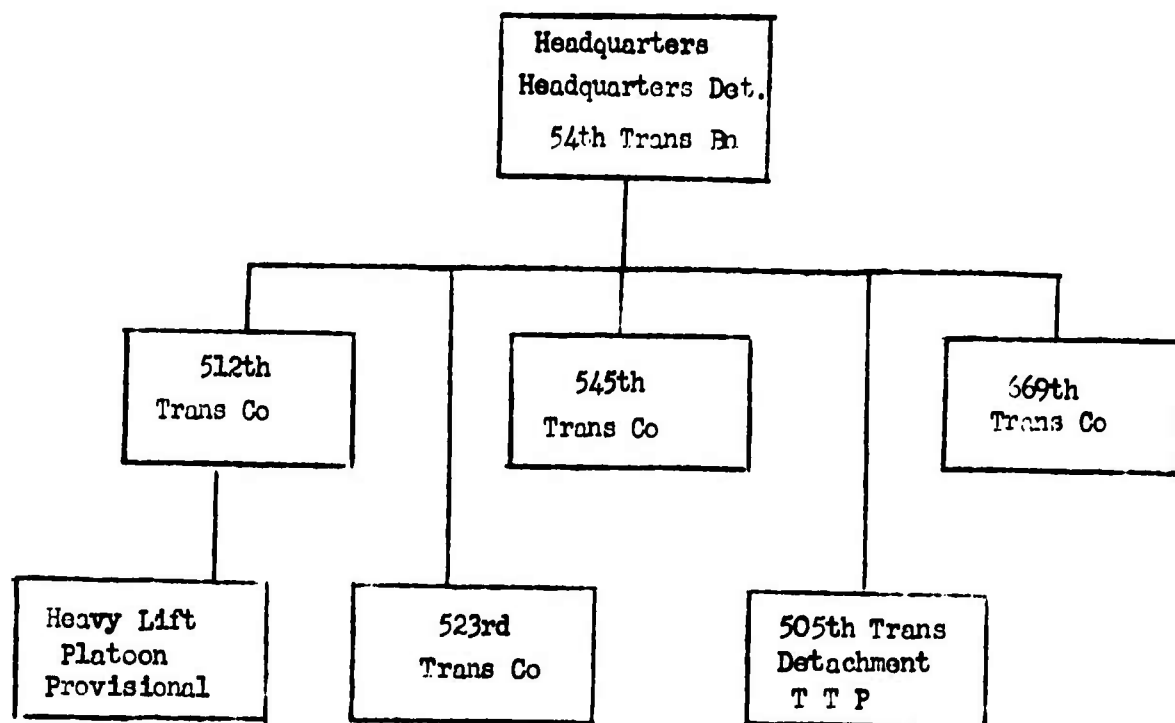 Headquarters
Headquarters Det.
54th Trans Bn
512th
Trans Co
545th
Trans Co
669th
Trans Co
Heavy Lift
Platoon
Provisional
523rd
Trans Co
505th Trans
Detachment
T T P